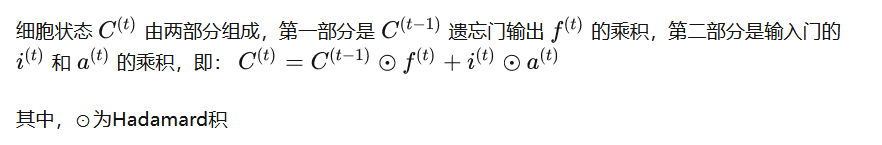 细胞状态 C^(t) 由两部分组成，第一部分是 C^(t−1) 遗忘门输出 f^(t) 的乘积，第二部分是输入门的
i^(t) 和 a^(t) 的乘积，即： C^(t) = C^(t−1) ⊙ f^(t) + i^(t) ⊙ a^(t)
其中，⊙为Hadamard积